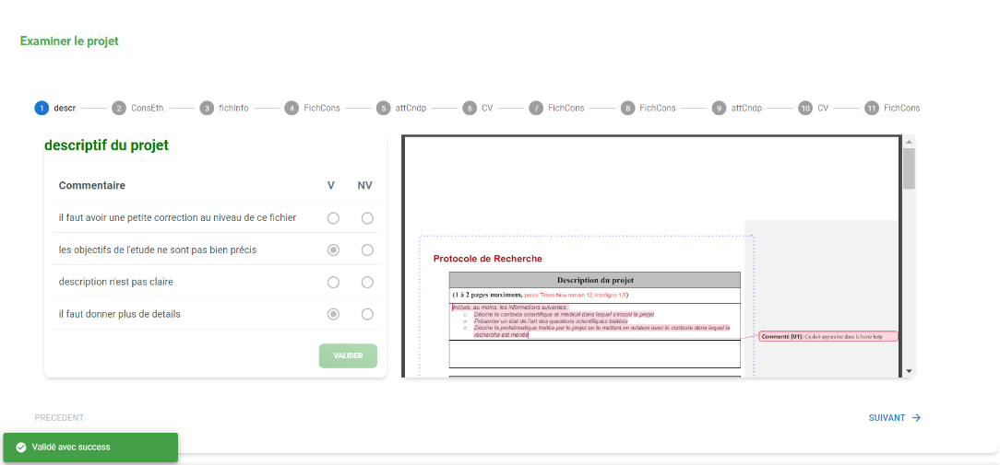 Examiner le projet
1 descr 2 ConsEth 3 fichInfo 4 FichCons 5 attCndp 6 CV 7 FichCons 8 FichCons 9 attCndp 10 CV 11 FichCons
descriptif du projet
Commentaire V NV
il faut avoir une petite correction au niveau de ce fichier
les objectifs de l'etude ne sont pas bien précis
description n'est pas claire
il faut donner plus de details
VALIDER
Protocole de Recherche
Description du projet
(1 à 2 pages maximum, police Times New romain 12, interligne 1,5)
Inclure, au moins, les informations suivantes :
o Décrire le contexte scientifique et médical dans lequel s'inscrit le projet
o Présenter un état de l'art des questions scientifiques traitées
o Décrire la problématique traitée par le projet en le mettant en relation avec le contexte dans lequel la
recherche est menée
Commenté [U1]: Ça doit apparaitre dans la barre help
PRECEDENT
SUIVANT
Validé avec success